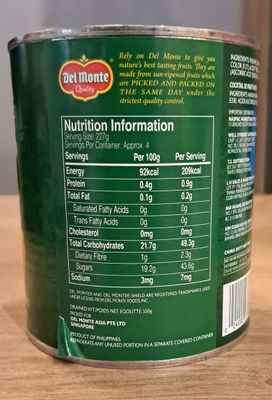 Rely on Del Monte to give you
nature's best tasting fruits. They are
made from sun-ripened fruits which
are PICKED AND PACKED ON
THE SAME DAY under the
strictest quality control.
Del Monte
Quality
Nutrition Information
Serving Size: 227g
Servings Per Container: Approx. 4
Servings Per 100g Per Serving
Energy 92kcal 209kcal
Protein 0.4g 0.9g
Total Fat 0.1g 0.2g
Saturated Fatty Acids 0g 0g
Trans Fatty Acids 0g 0g
Cholesterol 0mg 0mg
Total Carbohydrates 21.7g 49.3g
Dietary Fibre 1g 2.3g
Sugars 19.2g 43.6g
Sodium 3mg 7mg
DEL MONTE AND DEL MONTE® SHIELD ARE REGISTERED TRADEMARKS USED
UNDER LICENSE FROM DEL MONTE FOODS INC.
DRAINED WT./POIDS NET ÉGOUTTÉ: 550g
PACKED FOR
DEL MONTE ASIA PTE LTD
SINGAPORE
PRODUCT OF PHILIPPINES
REFRIGERATE ANY UNUSED PORTION IN A SEPARATE COVERED CONTAINER